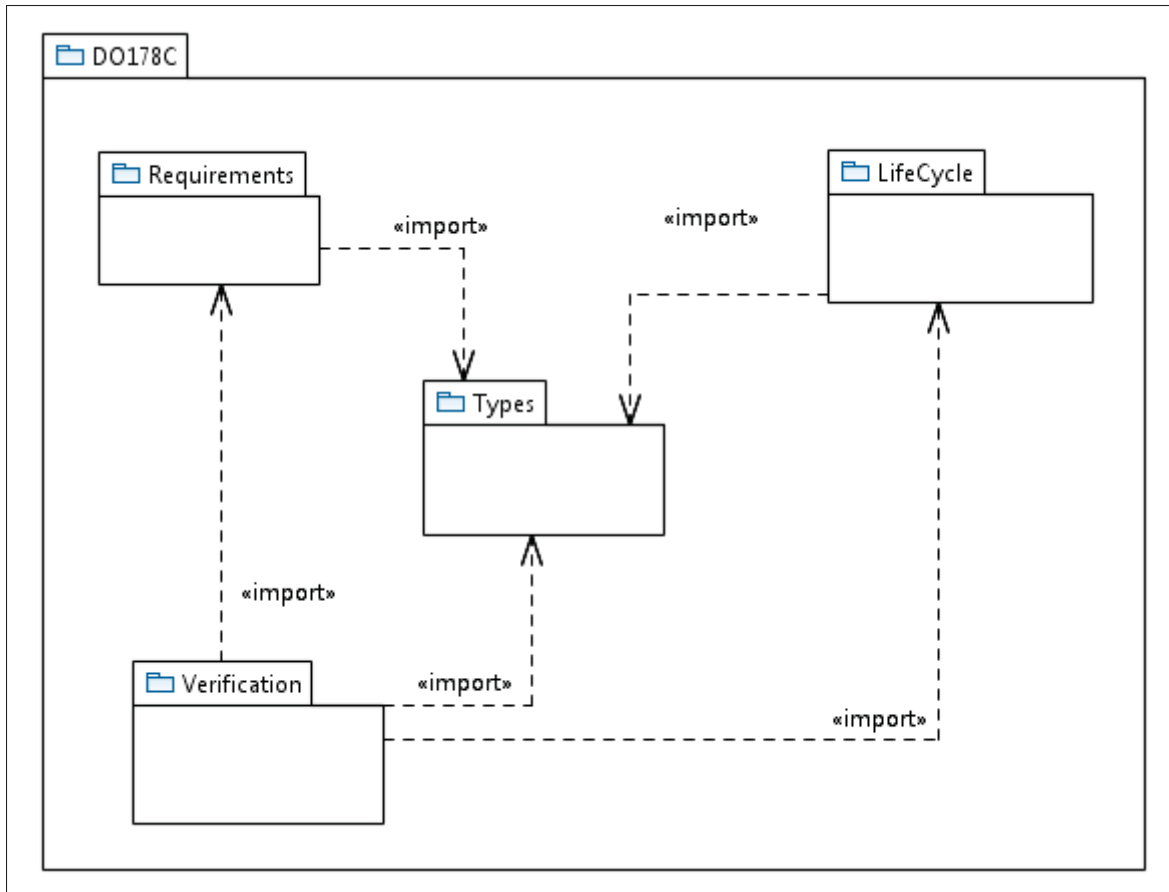 DO178C
Requirements
LifeCycle
«import»
«import»
Types
«import»
Verification
«import»
«import»